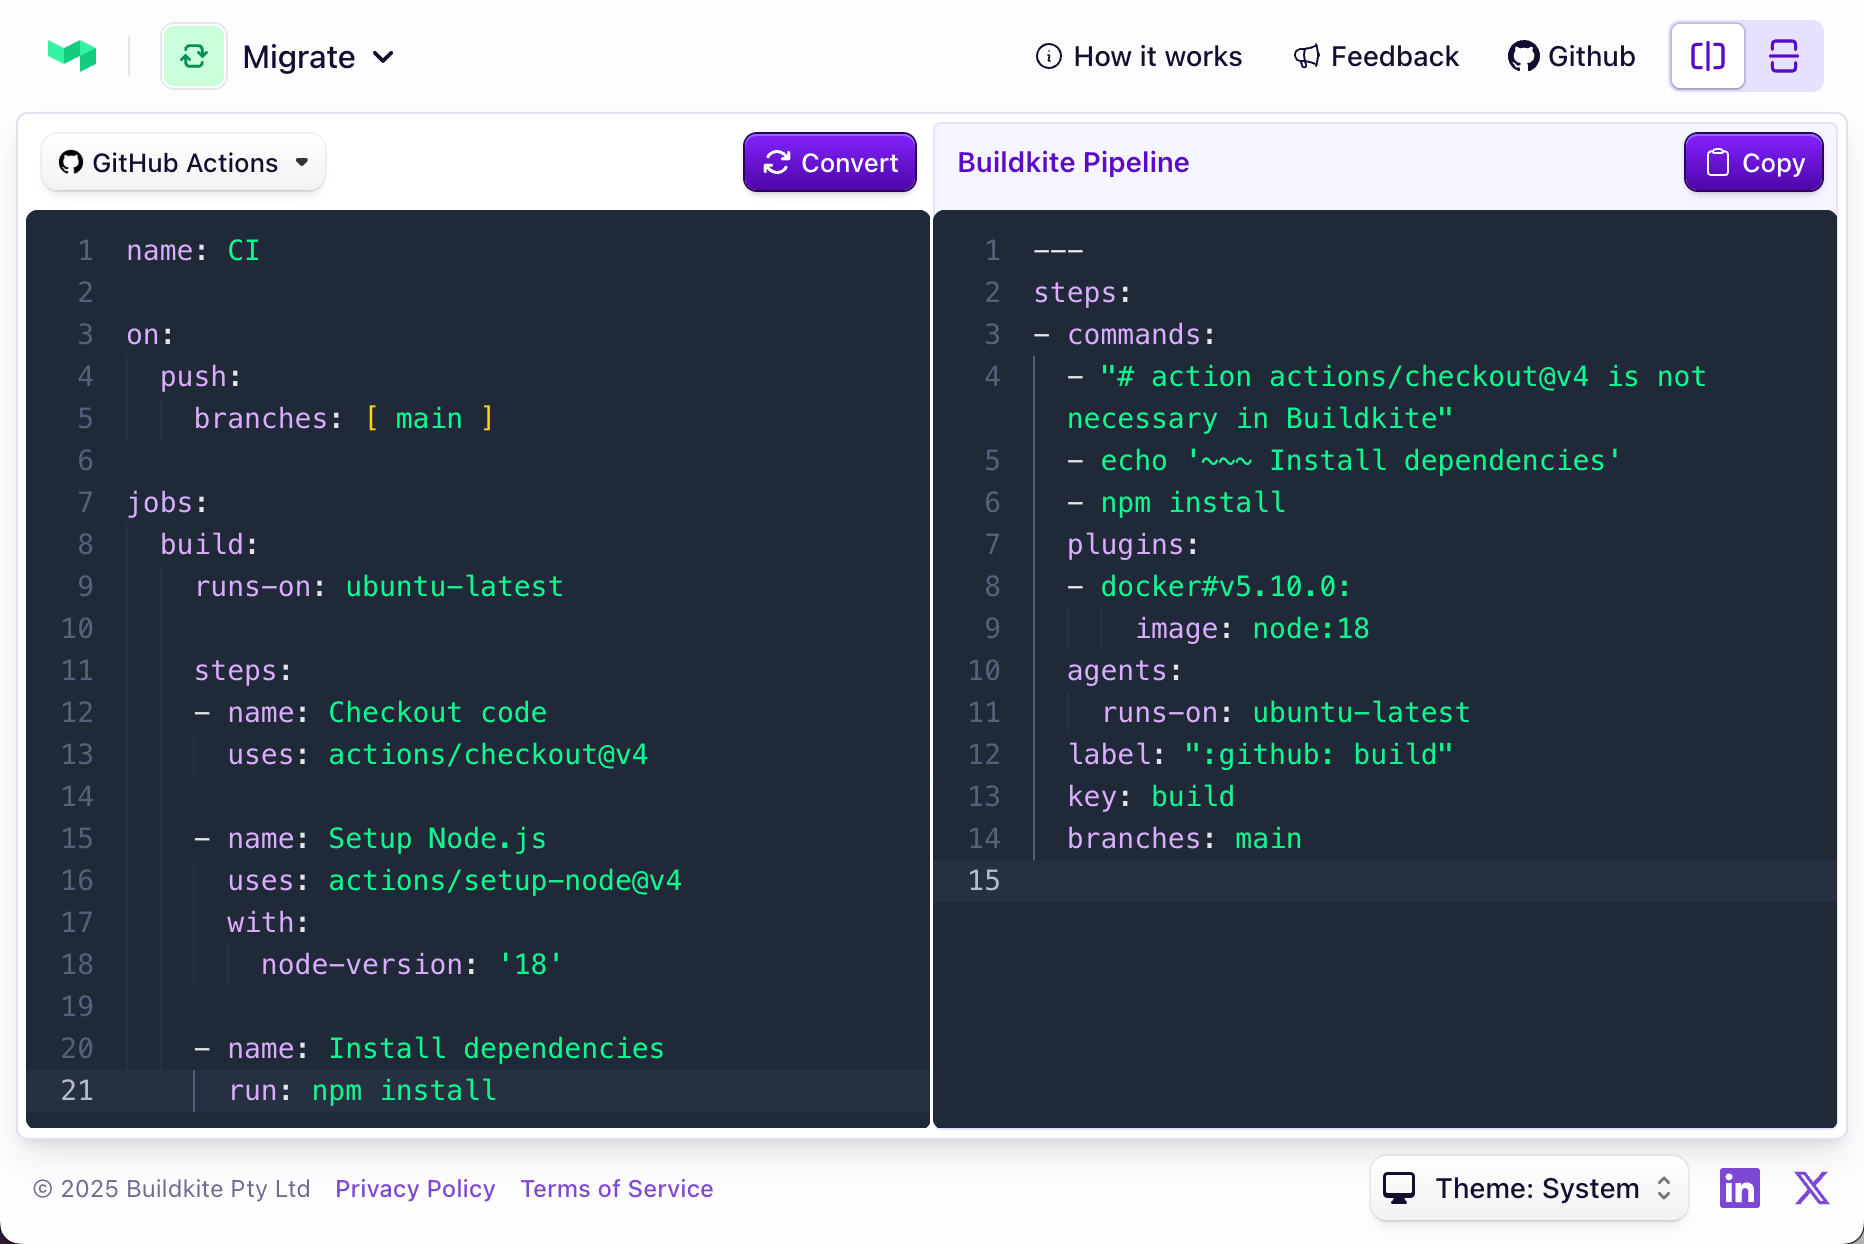 Migrate
How it works
Feedback
Github
GitHub Actions
Convert
1 name: CI
2
3 on:
4   push:
5     branches: [ main ]
6
7 jobs:
8   build:
9     runs-on: ubuntu-latest
10
11     steps:
12     - name: Checkout code
13       uses: actions/checkout@v4
14
15     - name: Setup Node.js
16       uses: actions/setup-node@v4
17       with:
18         node-version: '18'
19
20     - name: Install dependencies
21       run: npm install
Buildkite Pipeline
Copy
1 ---
2 steps:
3 - commands:
4   - "# action actions/checkout@v4 is not
  necessary in Buildkite"
5   - echo '~~~ Install dependencies'
6   - npm install
7   plugins:
8   - docker#v5.10.0:
9       image: node:18
10   agents:
11     runs-on: ubuntu-latest
12   label: ":github: build"
13   key: build
14   branches: main
15
© 2025 Buildkite Pty Ltd
Privacy Policy
Terms of Service
Theme: System
in
X